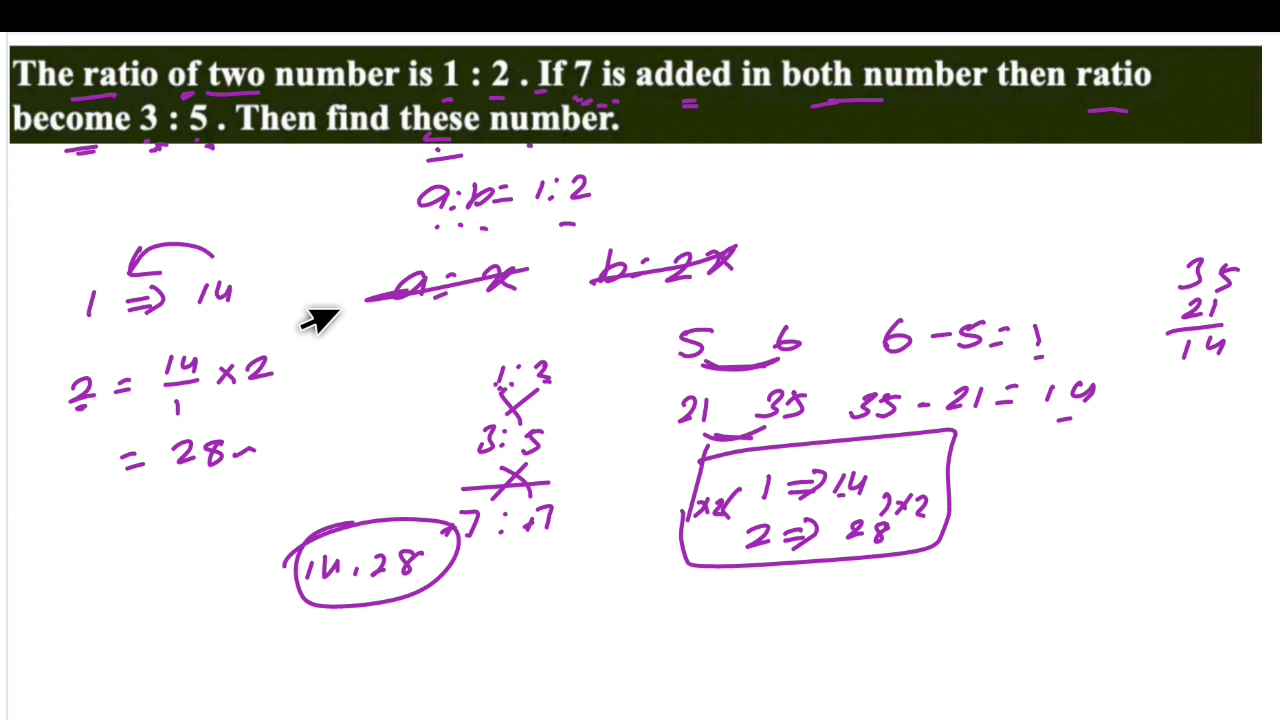 The ratio of two number is 1 : 2 . If 7 is added in both number then ratio
become 3 : 5 . Then find these number.
a:b= 1:2
a = x b = 2x
1 ⇒ 14
2 = 14/1 × 2
= 28
1 : 2
3 : 5
+7 : +7
14, 28
5 6 6 - 5 = 1
21 35 35 - 21 = 14
1 ⇒ 14
×2 ×2
2 ⇒ 28
35
21
14